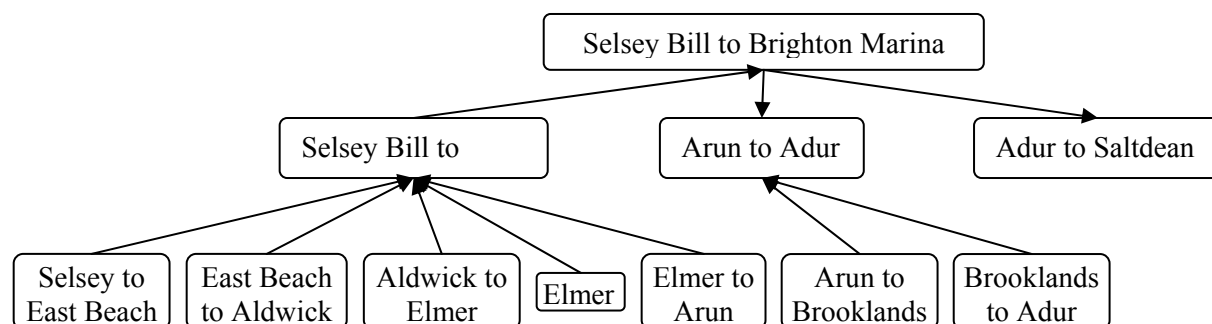 Selsey Bill to Brighton Marina
Selsey Bill to
Arun to Adur
Adur to Saltdean
Selsey to
East Beach
East Beach
to Aldwick
Aldwick to
Elmer
Elmer
Elmer to
Arun
Arun to
Brooklands
Brooklands
to Adur